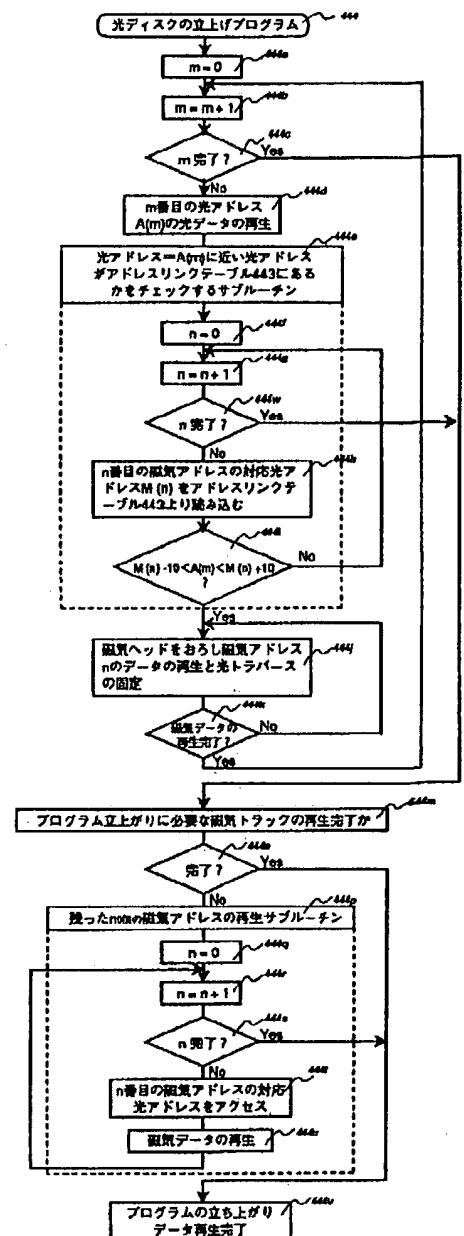 光ディスクの立上げプログラム
444
444a
m=0
444b
m=m+1
444c
m 完了?
Yes
No
444d
m番目の光アドレス
A(m)の光データの再生
444e
光アドレス=A(m)に近い光アドレス
がアドレスリンクテーブル443にある
かをチェックするサブルーチン
444f
n=0
444g
n=n+1
444w
n 完了?
Yes
No
444h
n番目の磁気アドレスの対応光ア
ドレスM (n) をアドレスリンクテ
ーブル443より読み込む
444i
M (n) -10<A(m)<M (n) +10
?
No
Yes
444j
磁気ヘッドをおろし磁気アドレス
nのデータの再生と光トラバース
の固定
444k
磁気データの
再生完了?
No
Yes
444m
プログラム立上がりに必要な磁気トラックの再生完了か
444n
完了?
Yes
No
444p
の磁気アドレスの再生サブルーチン
444q
n=0
444r
n=n+1
444s
n 完了?
Yes
No
444t
n番目の磁気アドレスの対応
光アドレスをアクセス
磁気データの再生
プログラムの立ち上がり
データ再生完了